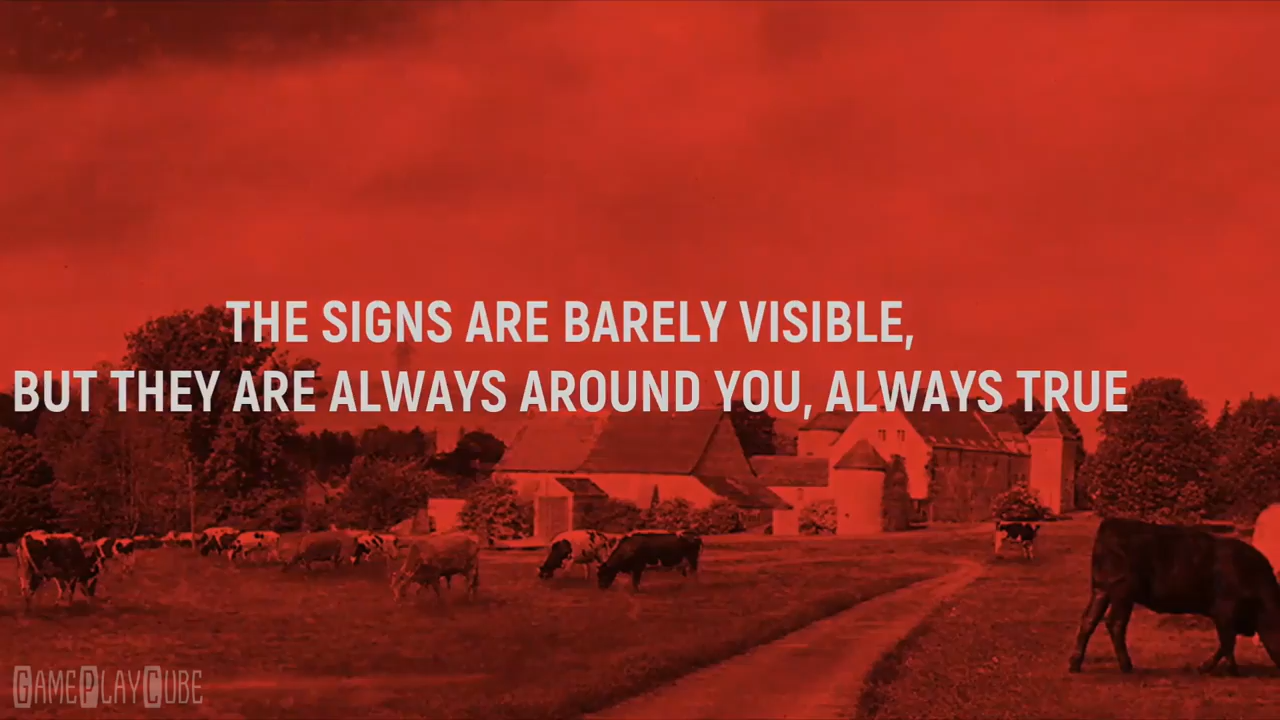 THE SIGNS ARE BARELY VISIBLE,
BUT THEY ARE ALWAYS AROUND YOU, ALWAYS TRUE
GAMEPLAYCUBE